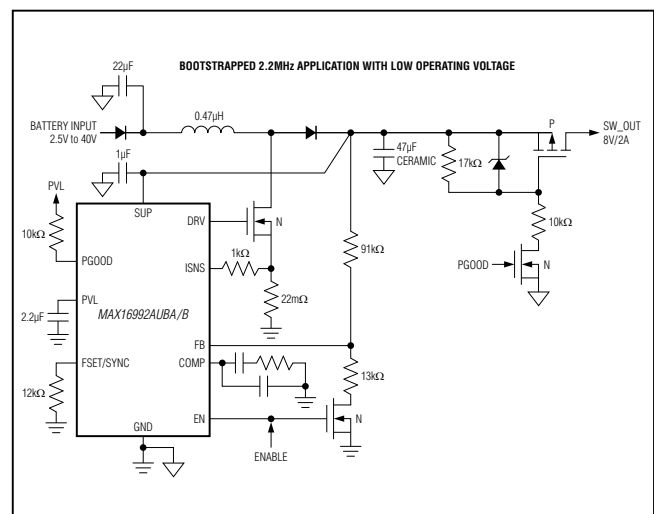 22µF
BOOTSTRAPPED 2.2MHz APPLICATION WITH LOW OPERATING VOLTAGE
BATTERY INPUT
2.5V to 40V
0.47µH
P
SW_OUT
8V/2A
1µF
47µF
CERAMIC
17kΩ
PVL
SUP
DRV
N
10kΩ
PGOOD
ISNS
1kΩ
91kΩ
10kΩ
PGOOD
N
22mΩ
PVL
2.2µF
MAX16992AUBA/B
FB
COMP
FSET/SYNC
12kΩ
13kΩ
EN
N
GND
ENABLE